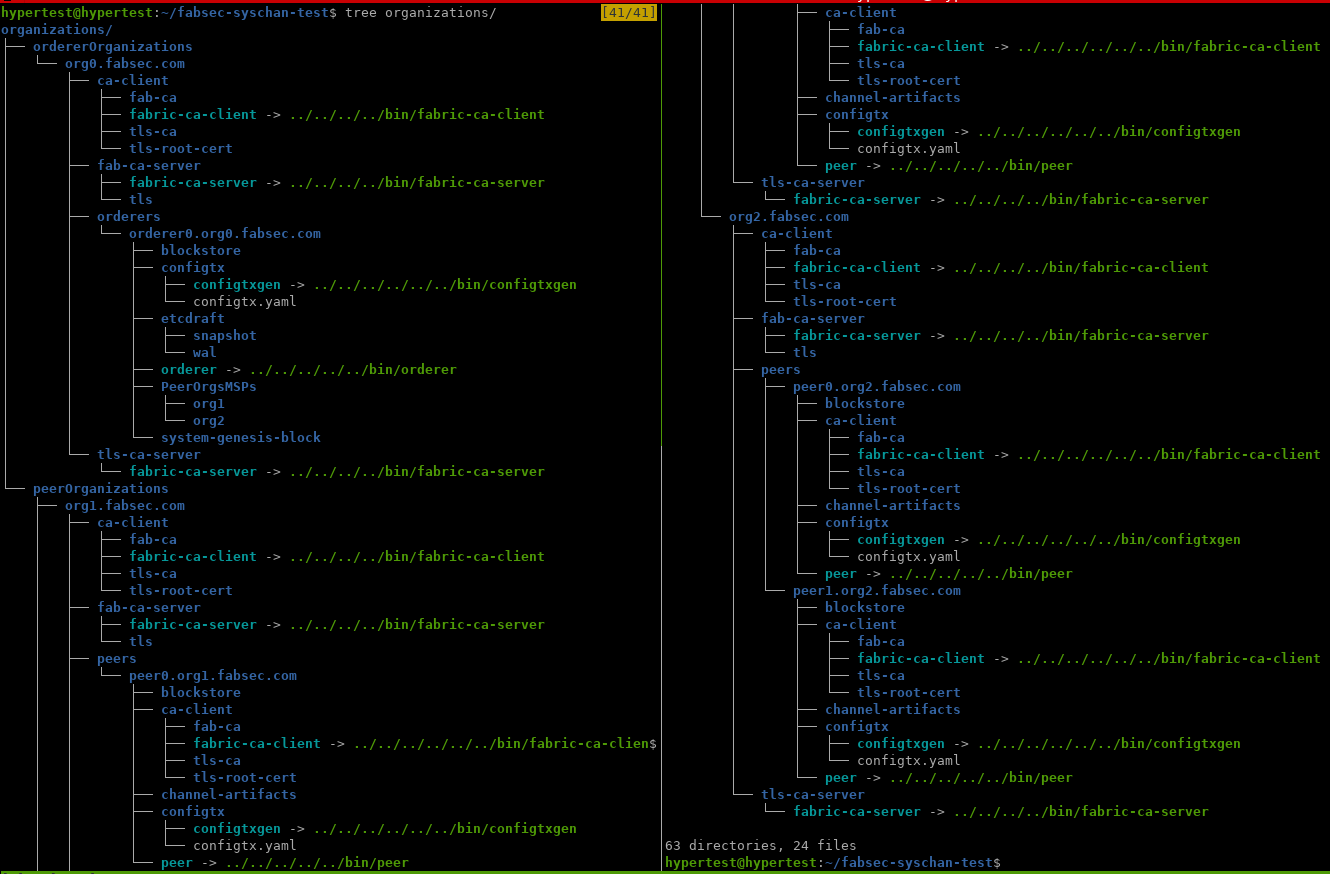 hypertest@hypertest:~/fabsec-syschan-test$ tree organizations/ [41/41]
organizations/
├── ordererOrganizations
│   └── org0.fabsec.com
│       ├── ca-client
│       │   ├── fab-ca
│       │   ├── fabric-ca-client -> ../../../../bin/fabric-ca-client
│       │   ├── tls-ca
│       │   └── tls-root-cert
│       ├── fab-ca-server
│       │   ├── fabric-ca-server -> ../../../../bin/fabric-ca-server
│       │   └── tls
│       ├── orderers
│       │   └── orderer0.org0.fabsec.com
│       │       ├── blockstore
│       │       ├── configtx
│       │       │   ├── configtxgen -> ../../../../../../bin/configtxgen
│       │       │   └── configtx.yaml
│       │       ├── etcdraft
│       │       │   ├── snapshot
│       │       │   └── wal
│       │       ├── orderer -> ../../../../../bin/orderer
│       │       ├── PeerOrgsMSPs
│       │       │   ├── org1
│       │       │   └── org2
│       │       └── system-genesis-block
│       └── tls-ca-server
│           └── fabric-ca-server -> ../../../../bin/fabric-ca-server
└── peerOrganizations
    ├── org1.fabsec.com
    │   ├── ca-client
    │   │   ├── fab-ca
    │   │   ├── fabric-ca-client -> ../../../../bin/fabric-ca-client
    │   │   ├── tls-ca
    │   │   └── tls-root-cert
    │   ├── fab-ca-server
    │   │   ├── fabric-ca-server -> ../../../../bin/fabric-ca-server
    │   │   └── tls
    │   ├── peers
    │   │   └── peer0.org1.fabsec.com
    │   │       ├── blockstore
    │   │       ├── ca-client
    │   │       │   ├── fab-ca
    │   │       │   ├── fabric-ca-client -> ../../../../../../bin/fabric-ca-clien$
    │   │       │   ├── tls-ca
    │   │       │   └── tls-root-cert
    │   │       ├── channel-artifacts
    │   │       ├── configtx
    │   │       │   ├── configtxgen -> ../../../../../../bin/configtxgen
    │   │       │   └── configtx.yaml
    │   │       └── peer -> ../../../../../bin/peer
    │   │       ├── ca-client
    │   │       │   ├── fab-ca
    │   │       │   ├── fabric-ca-client -> ../../../../../../bin/fabric-ca-client
    │   │       │   ├── tls-ca
    │   │       │   └── tls-root-cert
    │   │       ├── channel-artifacts
    │   │       ├── configtx
    │   │       │   ├── configtxgen -> ../../../../../../bin/configtxgen
    │   │       │   └── configtx.yaml
    │   │       └── peer -> ../../../../../bin/peer
    │   └── tls-ca-server
    │       └── fabric-ca-server -> ../../../../bin/fabric-ca-server
    └── org2.fabsec.com
        ├── ca-client
        │   ├── fab-ca
        │   ├── fabric-ca-client -> ../../../../bin/fabric-ca-client
        │   ├── tls-ca
        │   └── tls-root-cert
        ├── fab-ca-server
        │   ├── fabric-ca-server -> ../../../../bin/fabric-ca-server
        │   └── tls
        ├── peers
        │   ├── peer0.org2.fabsec.com
        │   │   ├── blockstore
        │   │   ├── ca-client
        │   │   │   ├── fab-ca
        │   │   │   ├── fabric-ca-client -> ../../../../../../bin/fabric-ca-client
        │   │   │   ├── tls-ca
        │   │   │   └── tls-root-cert
        │   │   ├── channel-artifacts
        │   │   ├── configtx
        │   │   │   ├── configtxgen -> ../../../../../../bin/configtxgen
        │   │   │   └── configtx.yaml
        │   │   └── peer -> ../../../../../bin/peer
        │   └── peer1.org2.fabsec.com
        │       ├── blockstore
        │       ├── ca-client
        │       │   ├── fab-ca
        │       │   ├── fabric-ca-client -> ../../../../../../bin/fabric-ca-client
        │       │   ├── tls-ca
        │       │   └── tls-root-cert
        │       ├── channel-artifacts
        │       ├── configtx
        │       │   ├── configtxgen -> ../../../../../../bin/configtxgen
        │       │   └── configtx.yaml
        │       └── peer -> ../../../../../bin/peer
        └── tls-ca-server
            └── fabric-ca-server -> ../../../../bin/fabric-ca-server
63 directories, 24 files
hypertest@hypertest:~/fabsec-syschan-test$